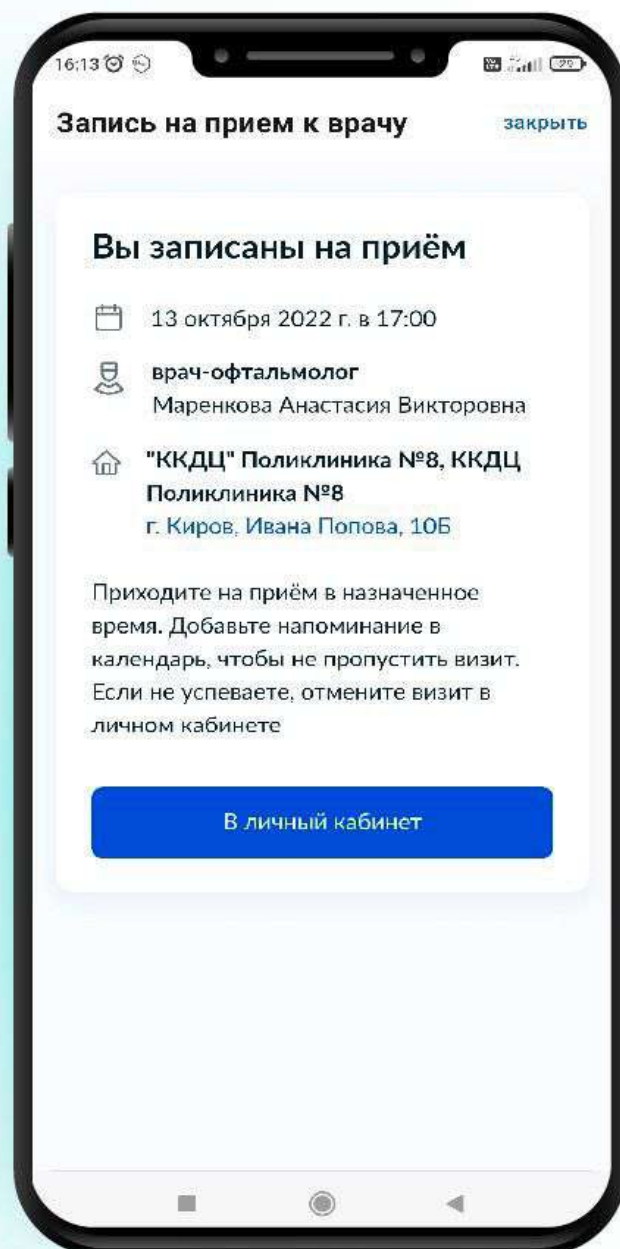 16:13
Запись на прием к врачу закрыть
Вы записаны на приём
13 октября 2022 г. в 17:00
врач-офтальмолог
Маренкова Анастасия Викторовна
"ККДЦ" Поликлиника №8, ККДЦ
Поликлиника №8
г. Киров, Ивана Попова, 10Б
Приходите на приём в назначенное
время. Добавьте напоминание в
календарь, чтобы не пропустить визит.
Если не успеваете, отмените визит в
личном кабинете
В личный кабинет